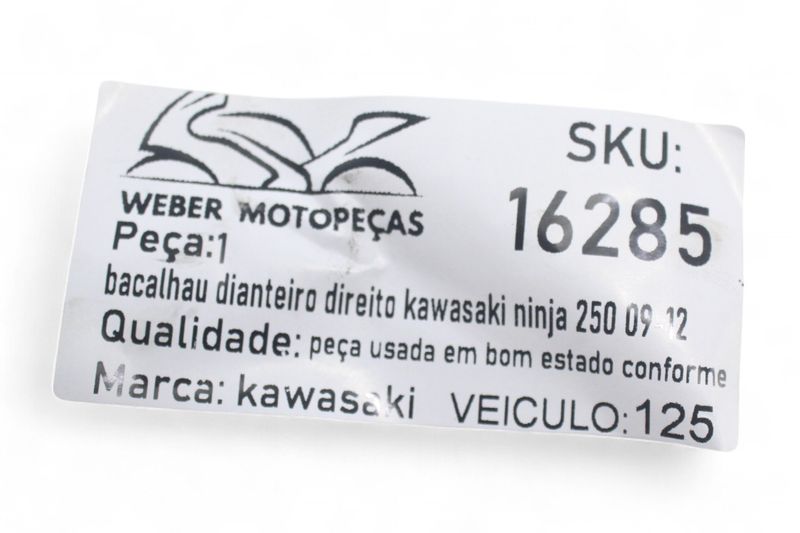 WEBER MOTOPEÇAS
SKU:
16285
Peça:1
bacalhau dianteiro direito kawasaki ninja 250 09-12
Qualidade: peça usada em bom estado conforme
Marca: kawasaki VEICULO:125